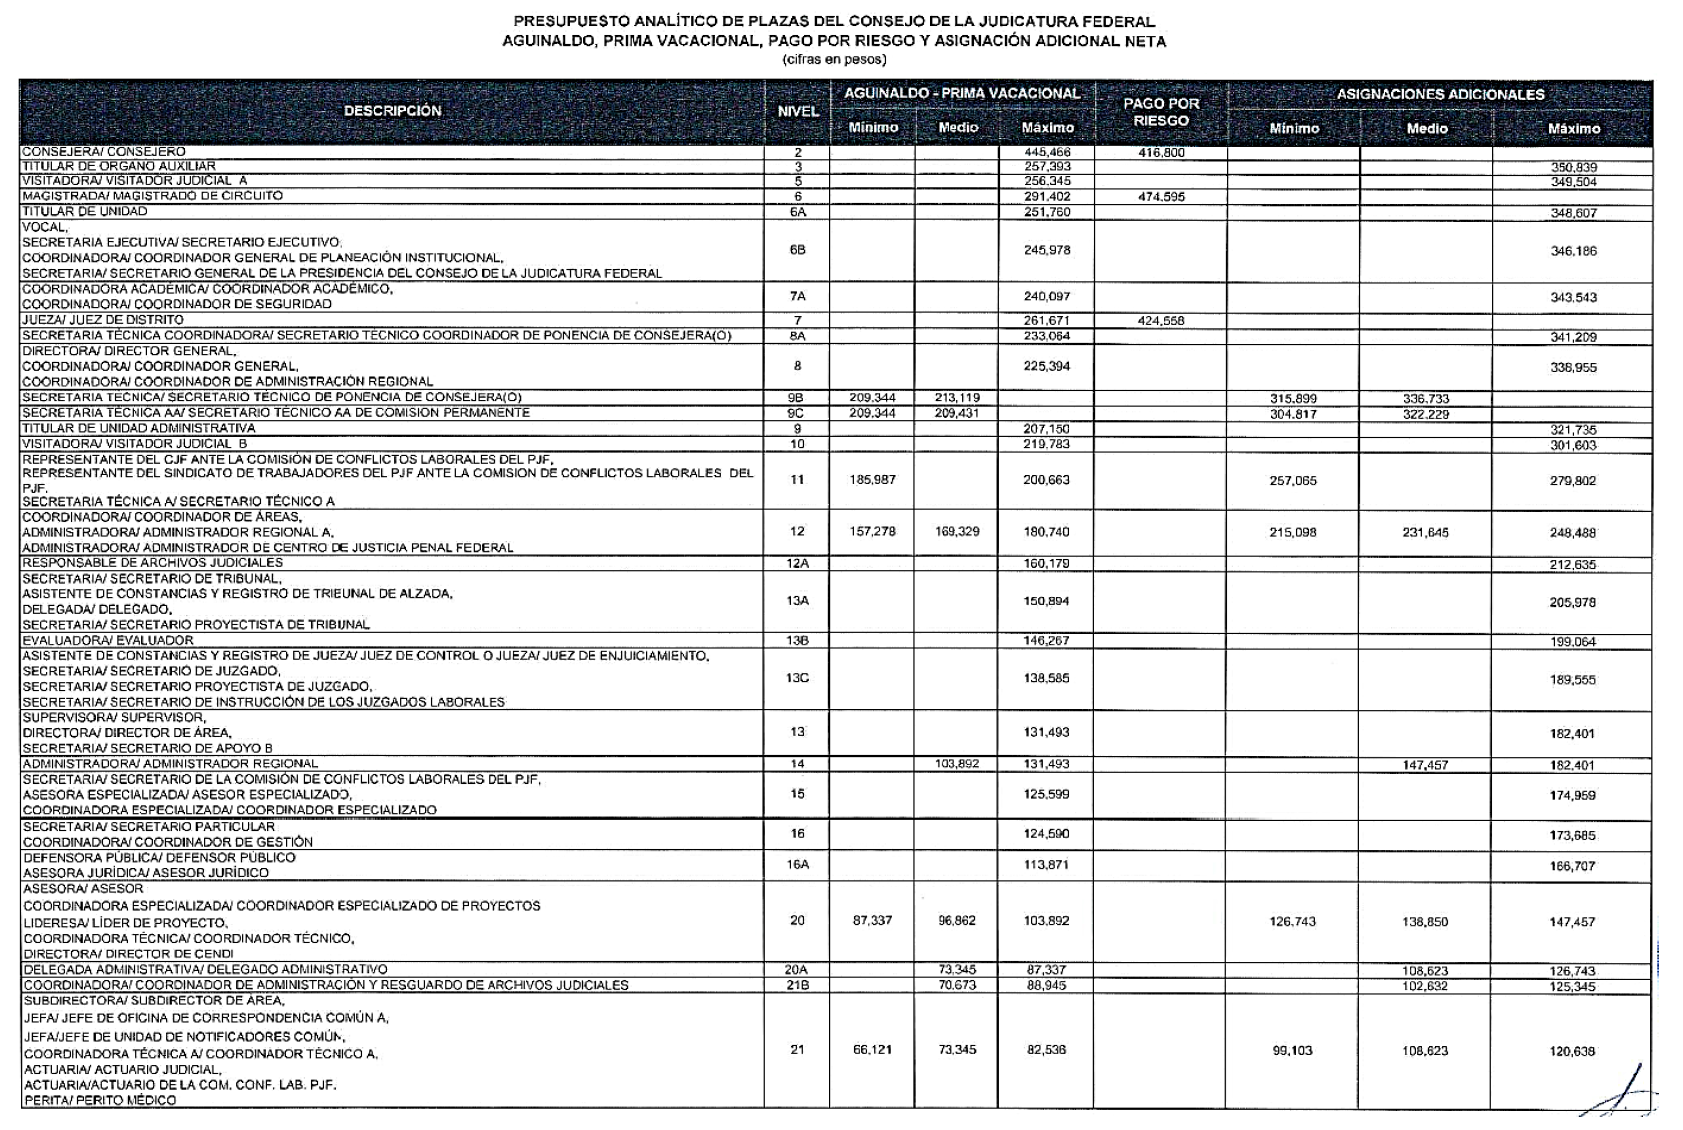 PRESUPUESTO ANALÍTICO DE PLAZAS DEL CONSEJO DE LA JUDICATURA FEDERAL
AGUINALDO, PRIMA VACACIONAL, PAGO POR RIESGO Y ASIGNACIÓN ADICIONAL NETA
(cifras en pesos)
DESCRIPCIÓN NIVEL AGUINALDO - PRIMA VACACIONAL PAGO POR RIESGO ASIGNACIONES ADICIONALES
Mínimo Medio Máximo Mínimo Medio Máximo
CONSEJERA/ CONSEJERO 2 445,466 416,800
TITULAR DE ORGANO AUXILIAR 3 257,393 350,839
VISITADORA/ VISITADOR JUDICIAL A 5 256,345 349,504
MAGISTRADA/ MAGISTRADO DE CIRCUITO 6 291,402 474,595
TITULAR DE UNIDAD 6A 251,760 348,607
VOCAL,
SECRETARIA EJECUTIVA/ SECRETARIO EJECUTIVO,
COORDINADORA/ COORDINADOR GENERAL DE PLANEACIÓN INSTITUCIONAL,
SECRETARIA/ SECRETARIO GENERAL DE LA PRESIDENCIA DEL CONSEJO DE LA JUDICATURA FEDERAL
6B 245,978 346,186
COORDINADORA ACADÉMICA/ COORDINADOR ACADÉMICO,
COORDINADORA/ COORDINADOR DE SEGURIDAD
7A 240,097 343,543
JUEZA/ JUEZ DE DISTRITO 7 261,671 424,558
SECRETARIA TÉCNICA COORDINADORA/ SECRETARIO TÉCNICO COORDINADOR DE PONENCIA DE CONSEJERA(O) 8A 233,064 341,209
DIRECTORA/ DIRECTOR GENERAL,
COORDINADORA/ COORDINADOR GENERAL,
COORDINADORA/ COORDINADOR DE ADMINISTRACIÓN REGIONAL
8 225,394 338,955
SECRETARIA TÉCNICA/ SECRETARIO TÉCNICO DE PONENCIA DE CONSEJERA(O) 9B 209,344 213,119 315,899 336,733
SECRETARIA TÉCNICA AA/ SECRETARIO TÉCNICO AA DE COMISION PERMANENTE 9C 209,344 209,431 304,817 322,229
TITULAR DE UNIDAD ADMINISTRATIVA 9 207,150 321,735
VISITADORA/ VISITADOR JUDICIAL B 10 219,783 301,603
REPRESENTANTE DEL CJF ANTE LA COMISIÓN DE CONFLICTOS LABORALES DEL PJF,
REPRESENTANTE DEL SINDICATO DE TRABAJADORES DEL PJF ANTE LA COMISION DE CONFLICTOS LABORALES DEL
PJF,
SECRETARIA TÉCNICA A/ SECRETARIO TÉCNICO A
11 185,987 200,663 257,065 279,802
COORDINADORA/ COORDINADOR DE ÁREAS,
ADMINISTRADORA/ ADMINISTRADOR REGIONAL A,
ADMINISTRADORA/ ADMINISTRADOR DE CENTRO DE JUSTICIA PENAL FEDERAL
12 157,278 169,329 180,740 215,098 231,645 248,488
RESPONSABLE DE ARCHIVOS JUDICIALES 12A 160,179 212,635
SECRETARIA/ SECRETARIO DE TRIBUNAL,
ASISTENTE DE CONSTANCIAS Y REGISTRO DE TRIBUNAL DE ALZADA,
DELEGADA/ DELEGADO,
SECRETARIA/ SECRETARIO PROYECTISTA DE TRIBUNAL
13A 150,894 205,978
EVALUADORA/ EVALUADOR 13B 146,267 199,064
ASISTENTE DE CONSTANCIAS Y REGISTRO DE JUEZA/ JUEZ DE CONTROL O JUEZA/ JUEZ DE ENJUICIAMIENTO,
SECRETARIA/ SECRETARIO DE JUZGADO,
SECRETARIA/ SECRETARIO PROYECTISTA DE JUZGADO,
SECRETARIA/ SECRETARIO DE INSTRUCCIÓN DE LOS JUZGADOS LABORALES
13C 138,585 189,555
SUPERVISORA/ SUPERVISOR,
DIRECTORA/ DIRECTOR DE ÁREA,
SECRETARIA/ SECRETARIO DE APOYO B
13 131,493 182,401
ADMINISTRADORA/ ADMINISTRADOR REGIONAL 14 103,892 131,493 147,457 182,401
SECRETARIA/ SECRETARIO DE LA COMISIÓN DE CONFLICTOS LABORALES DEL PJF,
ASESORA ESPECIALIZADA/ ASESOR ESPECIALIZADO,
COORDINADORA ESPECIALIZADA/ COORDINADOR ESPECIALIZADO
15 125,599 174,959
SECRETARIA/ SECRETARIO PARTICULAR
COORDINADORA/ COORDINADOR DE GESTIÓN
16 124,590 173,685
DEFENSORA PÚBLICA/ DEFENSOR PÚBLICO
ASESORA JURÍDICA/ ASESOR JURÍDICO
16A 113,871 166,707
ASESORA/ ASESOR
COORDINADORA ESPECIALIZADA/ COORDINADOR ESPECIALIZADO DE PROYECTOS
LIDERESA/ LÍDER DE PROYECTO,
COORDINADORA TÉCNICA/ COORDINADOR TÉCNICO,
DIRECTORA/ DIRECTOR DE CENDI
20 87,337 96,862 103,892 126,743 138,850 147,457
DELEGADA ADMINISTRATIVA/ DELEGADO ADMINISTRATIVO 20A 73,345 87,337 108,623 126,743
COORDINADORA/ COORDINADOR DE ADMINISTRACIÓN Y RESGUARDO DE ARCHIVOS JUDICIALES 21B 70,673 88,945 102,632 125,345
SUBDIRECTORA/ SUBDIRECTOR DE ÁREA,
JEFA/ JEFE DE OFICINA DE CORRESPONDENCIA COMÚN A,
JEFA/JEFE DE UNIDAD DE NOTIFICADORES COMÚN,
COORDINADORA TÉCNICA A/ COORDINADOR TÉCNICO A,
ACTUARIA/ ACTUARIO JUDICIAL,
ACTUARIA/ACTUARIO DE LA COM. CONF. LAB. PJF.
PERITA/ PERITO MÉDICO
21 66,121 73,345 82,536 99,103 108,623 120,638